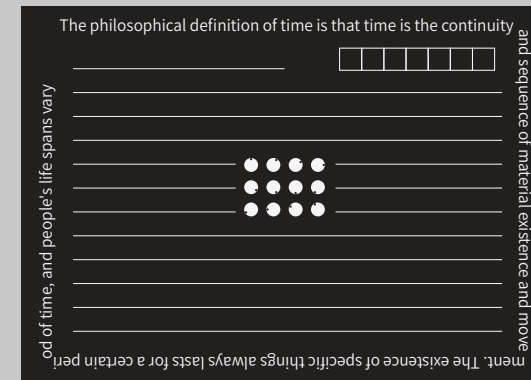 The philosophical definition of time is that time is the continuity
and sequence of material existence and move
ment. The existence of specific things always lasts for a certain peri
od of time, and people's life spans vary